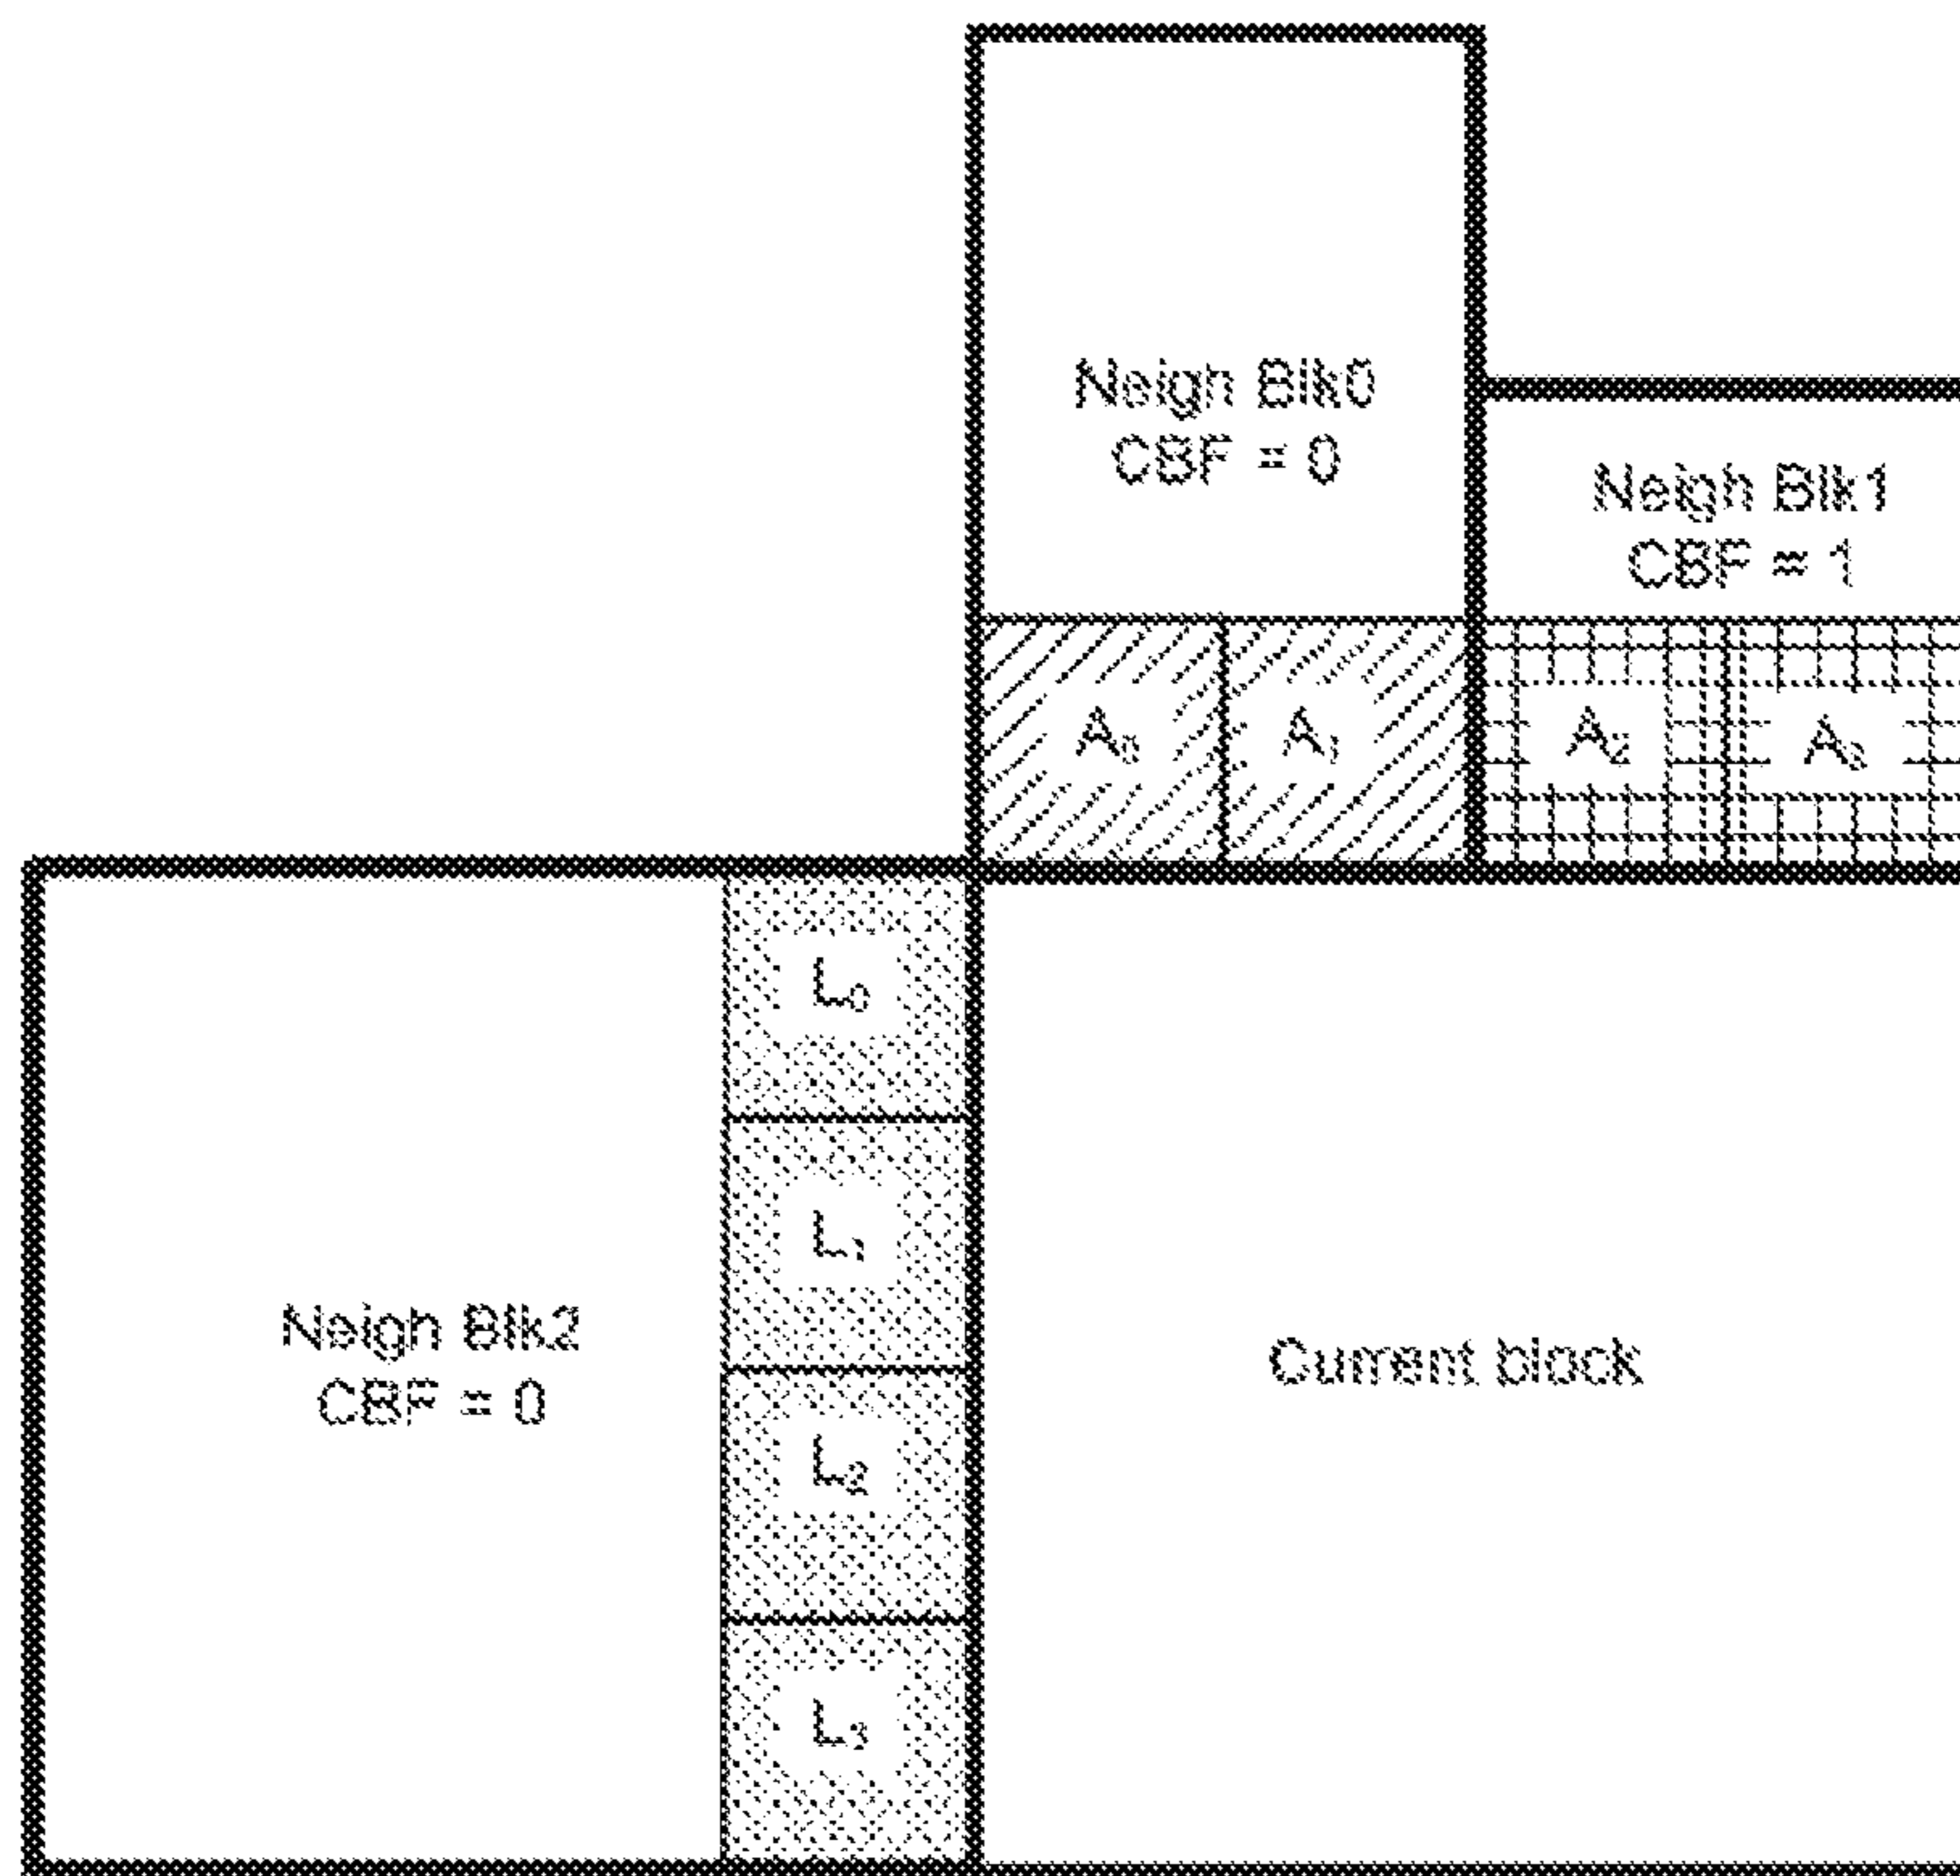 Neigh Blk0
CBF = 0
Neigh Blk1
CBF = 1
A₀ A₁ A₂ A₃
L₀
L₁
Neigh Blk2
CBF = 0
Current block
L₂
L₃